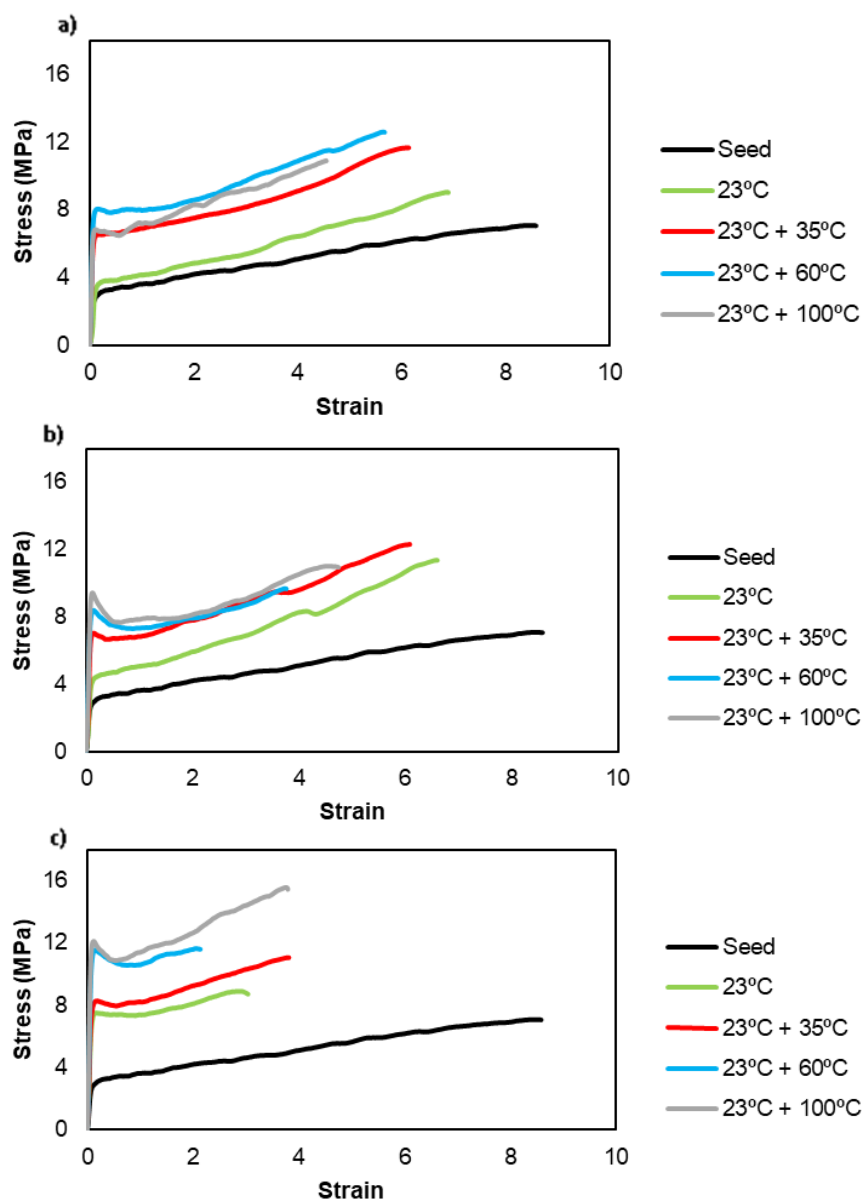 a)
16
12
8
4
0
Stress (MPa)
0 2 4 6 8 10
Strain
Seed
23ºC
23ºC + 35ºC
23ºC + 60ºC
23ºC + 100ºC
b)
16
12
8
4
0
Stress (MPa)
0 2 4 6 8 10
Strain
Seed
23ºC
23ºC + 35ºC
23ºC + 60ºC
23ºC + 100ºC
c)
16
12
8
4
0
Stress (MPa)
0 2 4 6 8 10
Strain
Seed
23ºC
23ºC + 35ºC
23ºC + 60ºC
23ºC + 100ºC